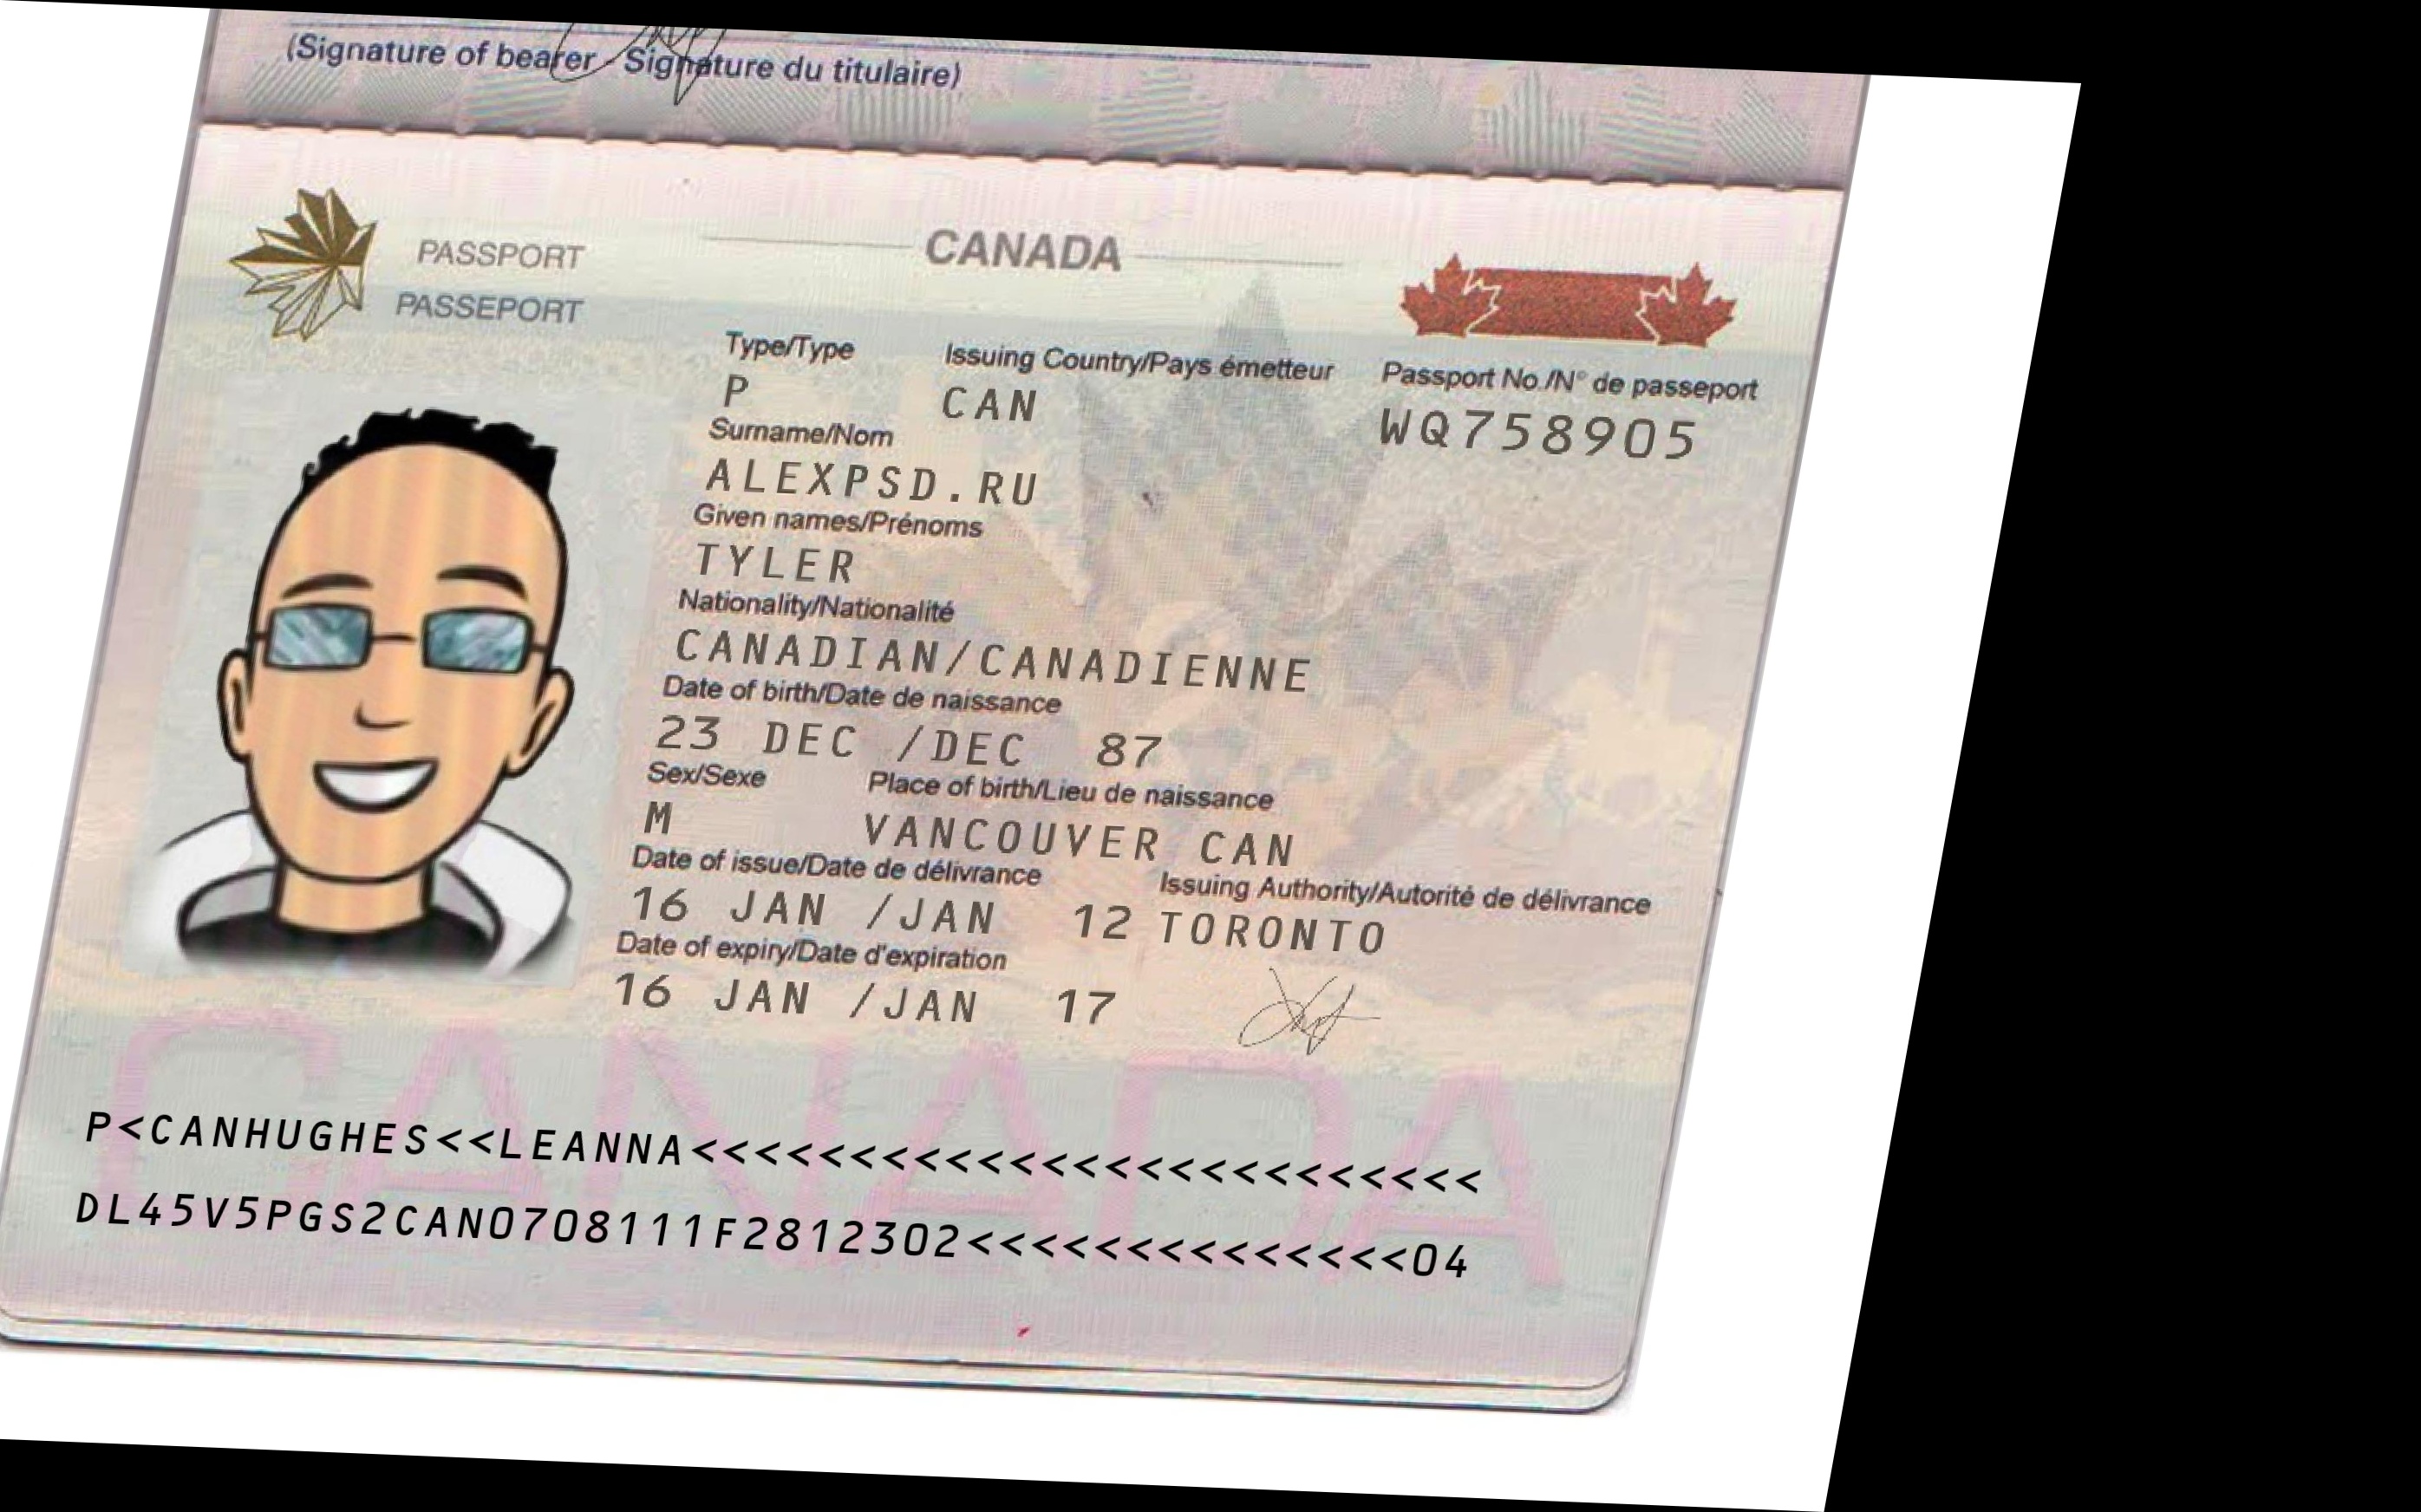 (Signature of bearer - Signature du titulaire)
PASSPORT
PASSEPORT
CANADA
Type/Type Issuing Country/Pays émetteur Passport No./N° de passeport
P CAN WQ758905
Surname/Nom
ALEXPSD.RU
Given names/Prénoms
TYLER
Nationality/Nationalité
CANADIAN/CANADIENNE
Date of birth/Date de naissance
23 DEC /DEC 87
Sex/Sexe Place of birth/Lieu de naissance
M VANCOUVER CAN
Date of issue/Date de délivrance Issuing Authority/Autorité de délivrance
16 JAN /JAN 12 TORONTO
Date of expiry/Date d'expiration
16 JAN /JAN 17
CANADA
P<CANHUGHES<<LEANNA<<<<<<<<<<<<<<<<<<<<<<<<<
DL45V5PGS2CAN0708111F2812302<<<<<<<<<<<<<<04